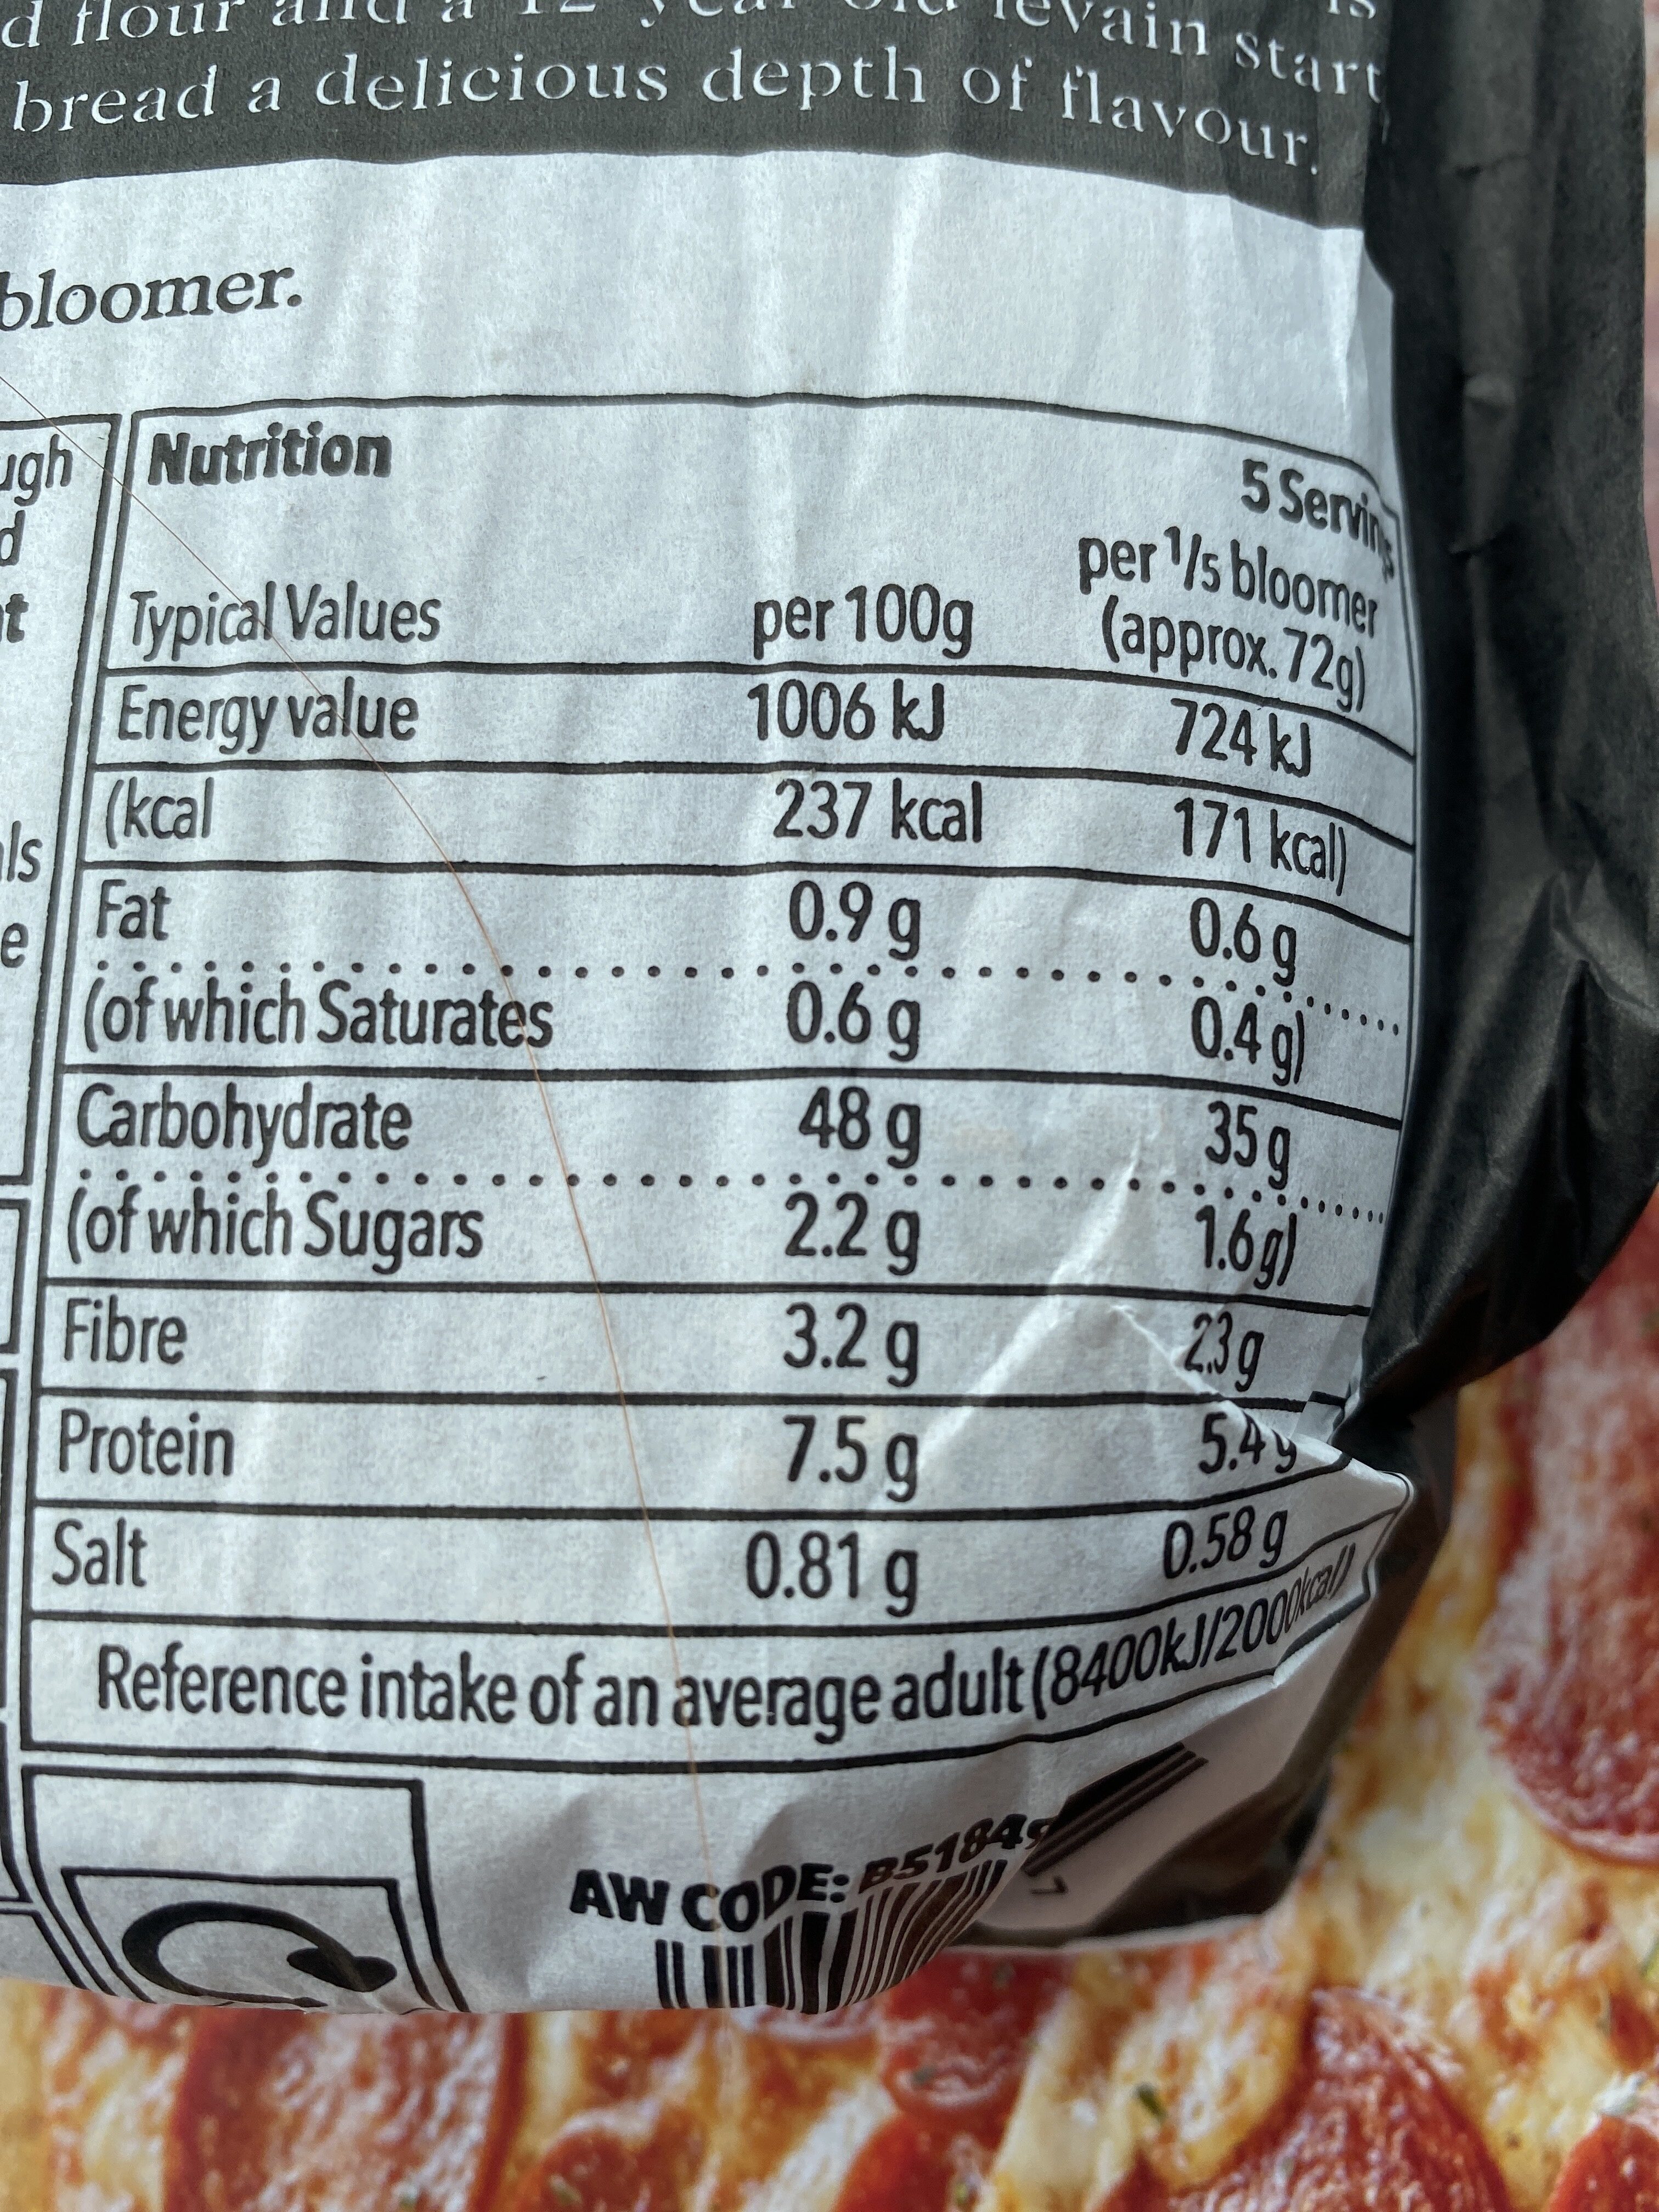 d flour and a 12 year old levain start
bread a delicious depth of flavour.
bloomer.
ugh
d
t
ls
e
Nutrition
5 Servings
per 1/5 bloomer
Typical Values per 100g (approx. 72g)
Energy value 1006 kJ 724 kJ
(kcal 237 kcal 171 kcal)
Fat 0.9 g 0.6 g
(of which Saturates 0.6 g 0.4 g)
Carbohydrate 48 g 35 g
(of which Sugars 2.2 g 1.6 g)
Fibre 3.2 g 2.3 g
Protein 7.5 g 5.4 g
Salt 0.81 g 0.58 g
Reference intake of an average adult (8400kJ/2000kcal)
AW CODE: B5184